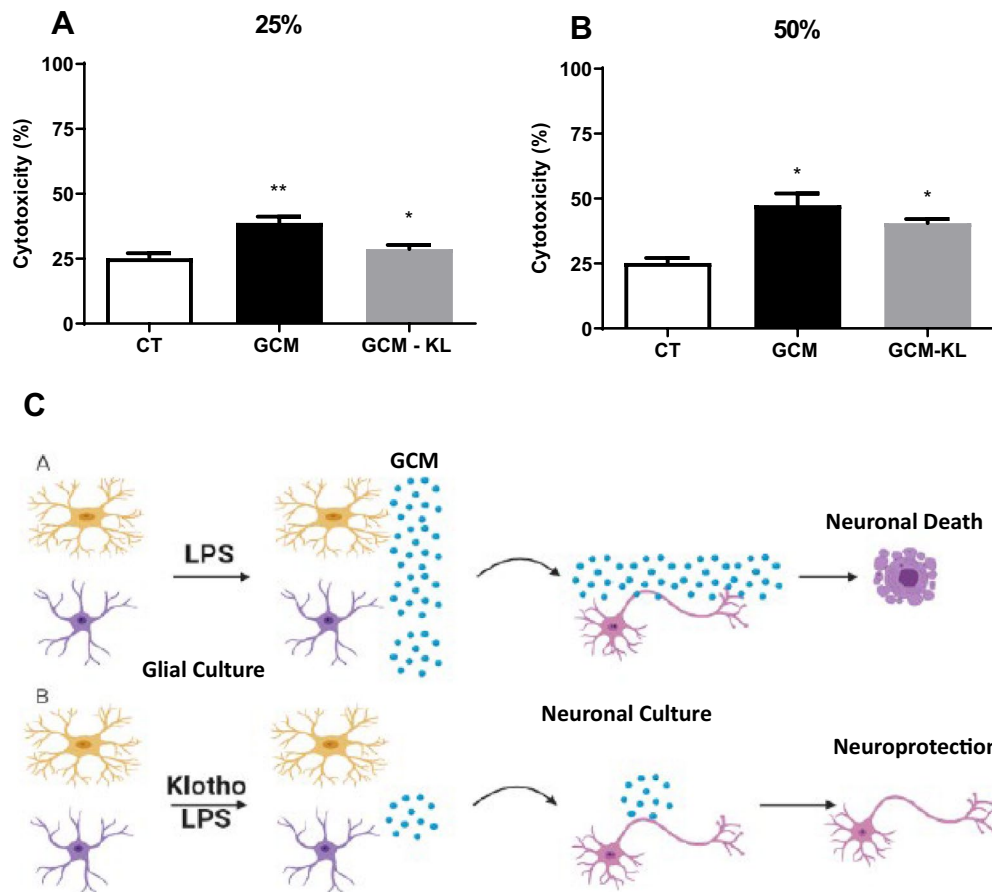 A
25%
Cytotoxicity (%)
100
75
50
25
0
**
*
CT
GCM
GCM - KL
B
50%
Cytotoxicity (%)
100
75
50
25
0
*
*
CT
GCM
GCM-KL
C
A
GCM
LPS
Neuronal Death
Glial Culture
B
Neuronal Culture
Klotho
LPS
Neuroprotection